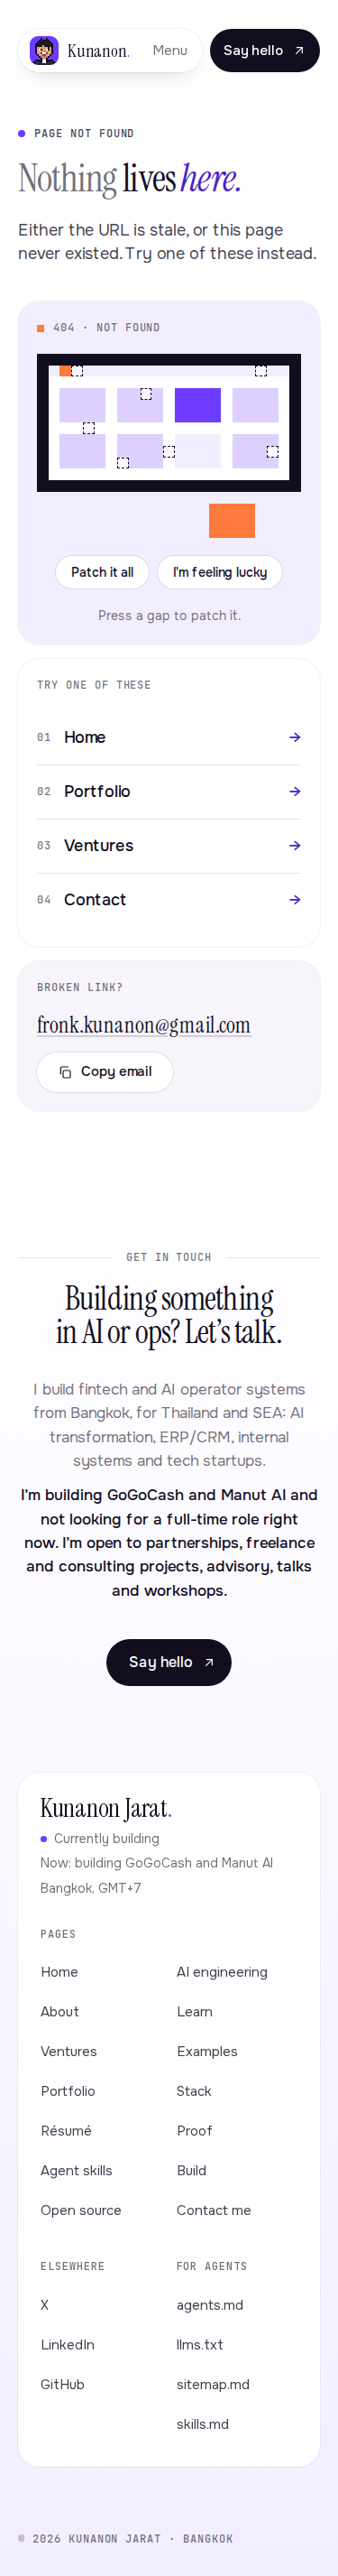 Kunanon.
Menu
Say hello
PAGE NOT FOUND
Nothing lives here.
Either the URL is stale, or this page
never existed. Try one of these instead.
404 · NOT FOUND
Patch it all
I'm feeling lucky
Press a gap to patch it.
TRY ONE OF THESE
01 Home
02 Portfolio
03 Ventures
04 Contact
BROKEN LINK?
fronk.kunanon@gmail.com
Copy email
GET IN TOUCH
Building something
in AI or ops? Let's talk.
I build fintech and AI operator systems
from Bangkok, for Thailand and SEA: AI
transformation, ERP/CRM, internal
systems and tech startups.
I'm building GoGoCash and Manut AI and
not looking for a full-time role right
now. I'm open to partnerships, freelance
and consulting projects, advisory, talks
and workshops.
Say hello
Kunanon Jarat.
Currently building
Now: building GoGoCash and Manut AI
Bangkok, GMT+7
PAGES
Home
About
Ventures
Portfolio
Résumé
Agent skills
Open source
AI engineering
Learn
Examples
Stack
Proof
Build
Contact me
ELSEWHERE
X
LinkedIn
GitHub
FOR AGENTS
agents.md
llms.txt
sitemap.md
skills.md
© 2026 KUNANON JARAT · BANGKOK